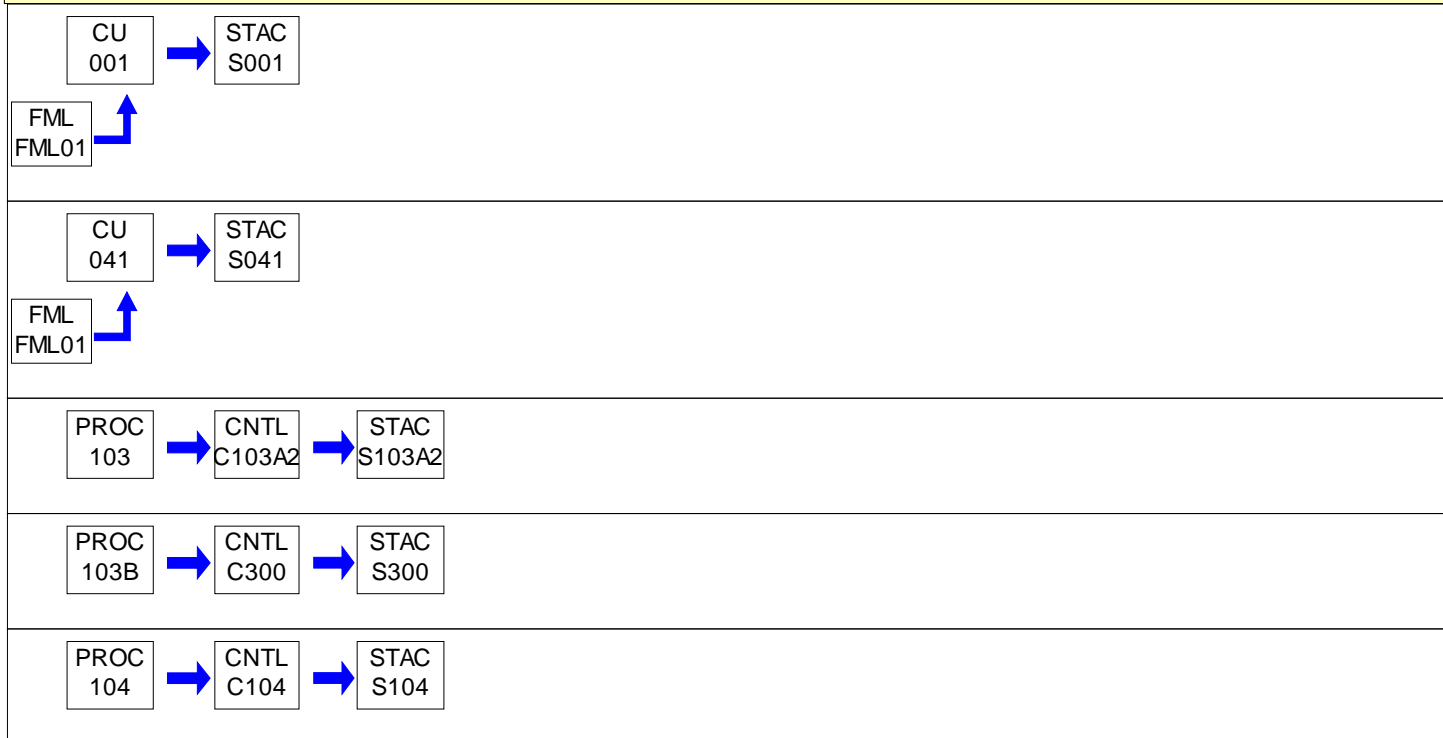 CU
001
STAC
S001
FML
FML01
CU
041
STAC
S041
FML
FML01
PROC
103
CNTL
C103A2
STAC
S103A2
PROC
103B
CNTL
C300
STAC
S300
PROC
104
CNTL
C104
STAC
S104